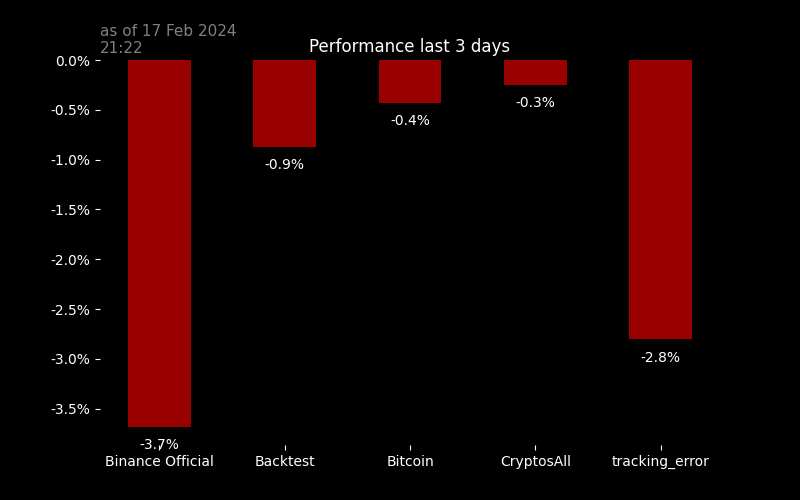 as of 17 Feb 2024
21:22
Performance last 3 days
0.0%
-0.5%
-1.0%
-1.5%
-2.0%
-2.5%
-3.0%
-3.5%
-3.7%
-0.9%
-0.4%
-0.3%
-2.8%
Binance Official
Backtest
Bitcoin
CryptosAll
tracking_error